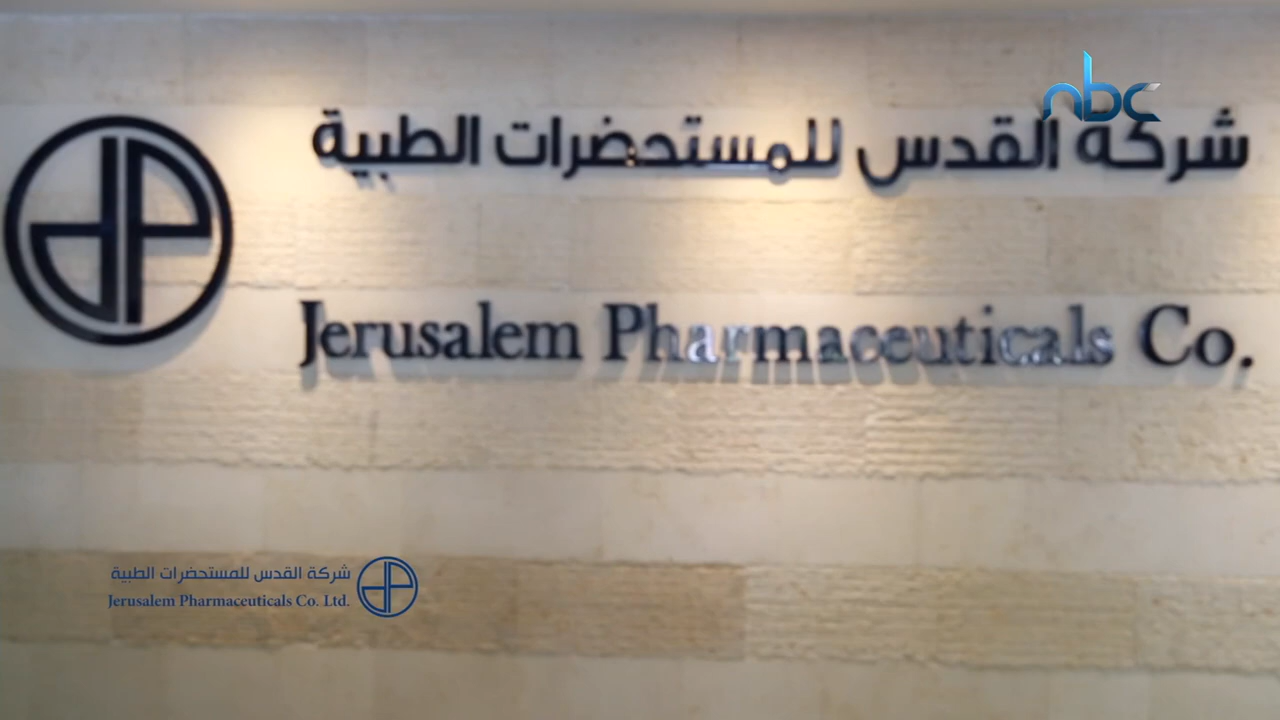 nbc
شركة القدس للمستحضرات الطبية
Jerusalem Pharmaceuticals Co.
شركة القدس للمستحضرات الطبية
Jerusalem Pharmaceuticals Co. Ltd.